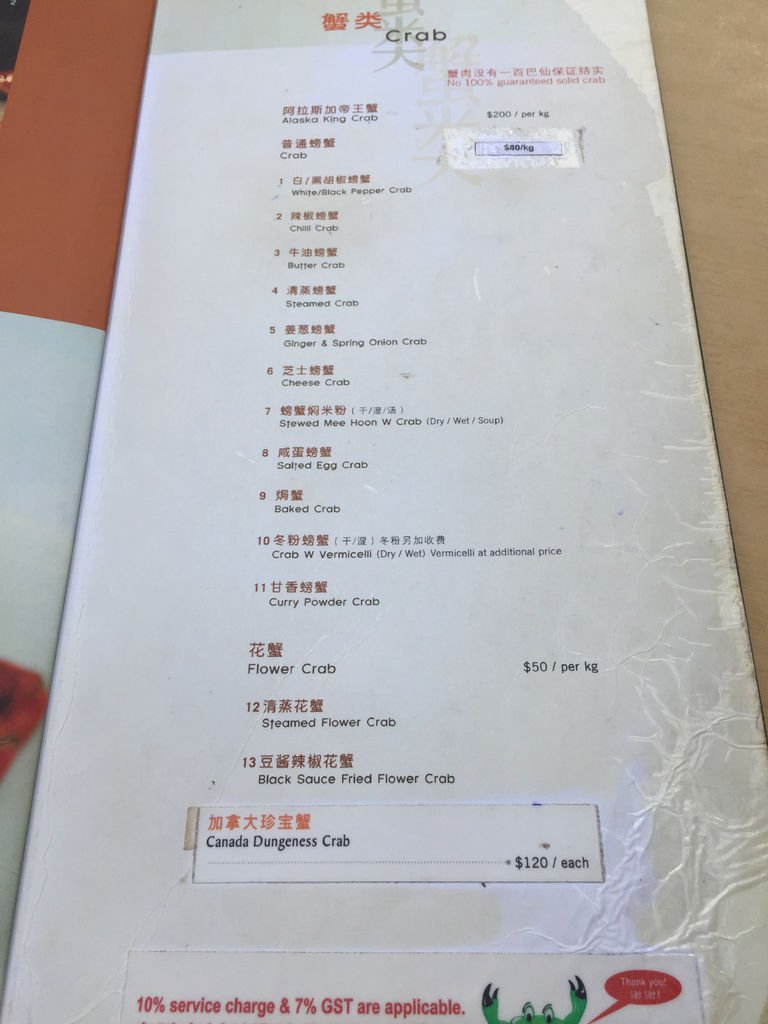 蟹类
Crab
蟹肉没有一百巴仙保证结实
No 100% guaranteed solid crab
阿拉斯加帝王蟹
Alaska King Crab
$200 / per kg
普通螃蟹
Crab
$80/kg
1 白/黑胡椒螃蟹
White/Black Pepper Crab
2 辣椒螃蟹
Chilli Crab
3 牛油螃蟹
Butter Crab
4 清蒸螃蟹
Steamed Crab
5 姜葱螃蟹
Ginger & Spring Onion Crab
6 芝士螃蟹
Cheese Crab
7 螃蟹焖米粉（干/湿/汤）
Stewed Mee Hoon W Crab (Dry / Wet / Soup)
8 咸蛋螃蟹
Salted Egg Crab
9 焗蟹
Baked Crab
10 冬粉螃蟹（干/湿）冬粉另加收费
Crab W Vermicelli (Dry / Wet) Vermicelli at additional price
11 甘香螃蟹
Curry Powder Crab
花蟹
Flower Crab
$50 / per kg
12 清蒸花蟹
Steamed Flower Crab
13 豆酱辣椒花蟹
Black Sauce Fried Flower Crab
加拿大珍宝蟹
Canada Dungeness Crab
$120 / each
10% service charge & 7% GST are applicable.
Thank you!
谢谢!